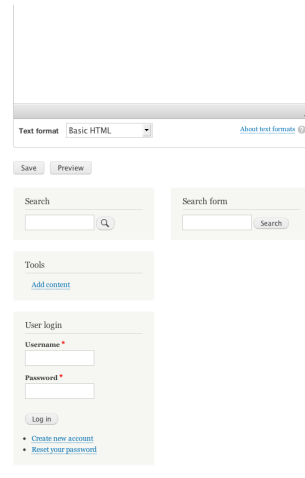 Text format Basic HTML About text formats
Save Preview
Search Search form
Search
Tools
Add content
User login
Username *
Password *
Log in
Create new account
Reset your password